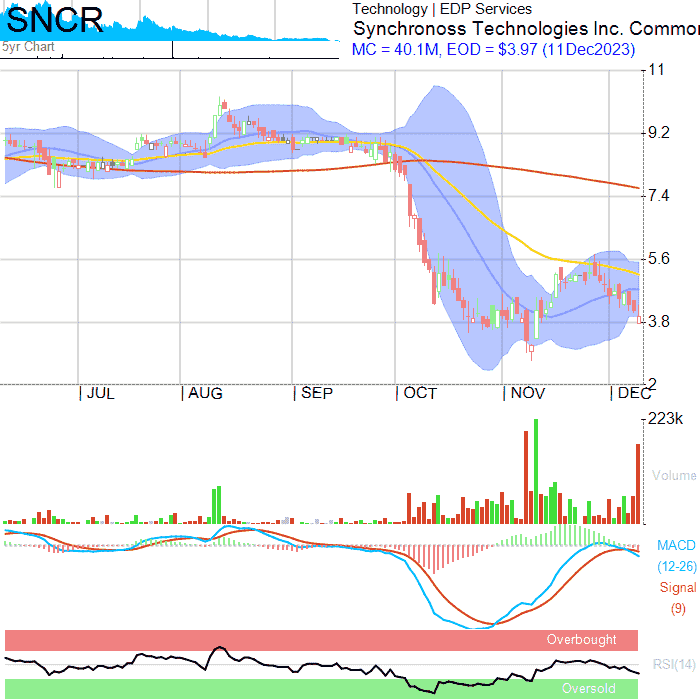 SNCR
5yr Chart
Technology | EDP Services
Synchronoss Technologies Inc. Common
MC = 40.1M, EOD = $3.97 (11Dec2023)
11
9.2
7.4
5.6
3.8
2
JUL AUG SEP OCT NOV DEC
223k
Volume
MACD
(12-26)
Signal
(9)
Overbought
RSI(14)
Oversold